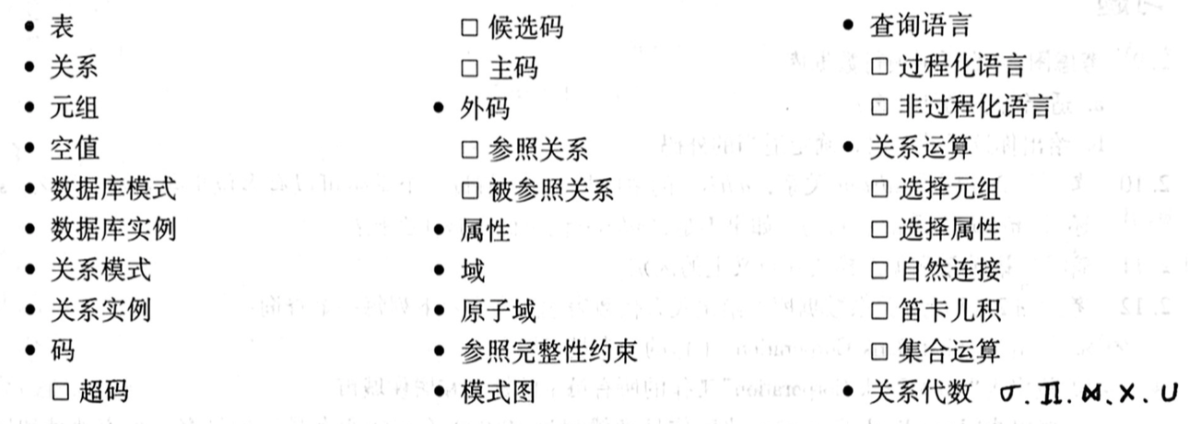 • 表
• 关系
• 元组
• 空值
• 数据库模式
• 数据库实例
• 关系模式
• 关系实例
• 码
□ 超码
□ 候选码
□ 主码
• 外码
□ 参照关系
□ 被参照关系
• 属性
• 域
• 原子域
• 参照完整性约束
• 模式图
• 查询语言
□ 过程化语言
□ 非过程化语言
• 关系运算
□ 选择元组
□ 选择属性
□ 自然连接
□ 笛卡儿积
□ 集合运算
• 关系代数 σ.Π.⋈.×.∪